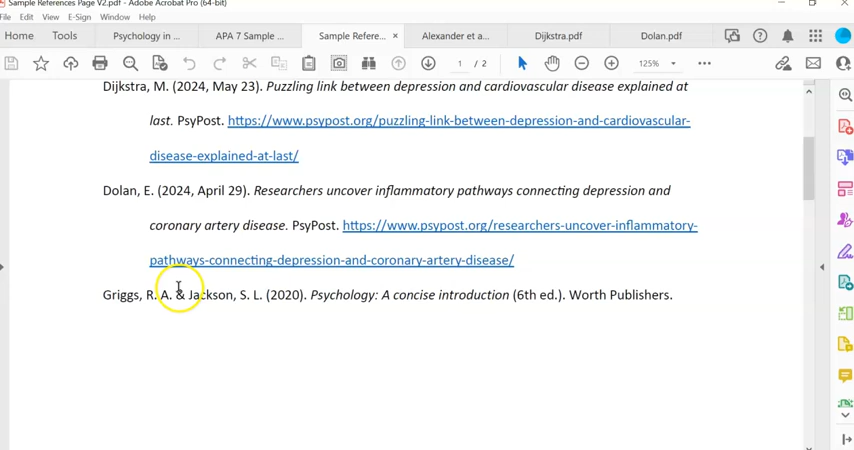 Sample References Page V2.pdf - Adobe Acrobat Pro (64-bit)
File Edit View E-Sign Window Help
Home Tools Psychology in ... APA 7 Sample ... Sample Refere... × Alexander et a... Dijkstra.pdf Dolan.pdf
1 / 2 125%
Dijkstra, M. (2024, May 23). Puzzling link between depression and cardiovascular disease explained at
last. PsyPost. https://www.psypost.org/puzzling-link-between-depression-and-cardiovascular-
disease-explained-at-last/
Dolan, E. (2024, April 29). Researchers uncover inflammatory pathways connecting depression and
coronary artery disease. PsyPost. https://www.psypost.org/researchers-uncover-inflammatory-
pathways-connecting-depression-and-coronary-artery-disease/
Griggs, R. A. & Jackson, S. L. (2020). Psychology: A concise introduction (6th ed.). Worth Publishers.